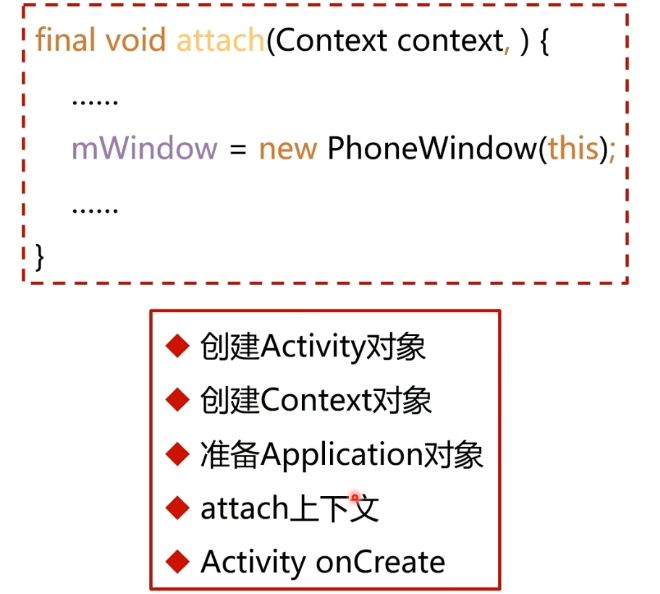 final void attach(Context context, ) {
......
mWindow = new PhoneWindow(this);
......
}
创建Activity对象
创建Context对象
准备Application对象
attach上下文
Activity onCreate